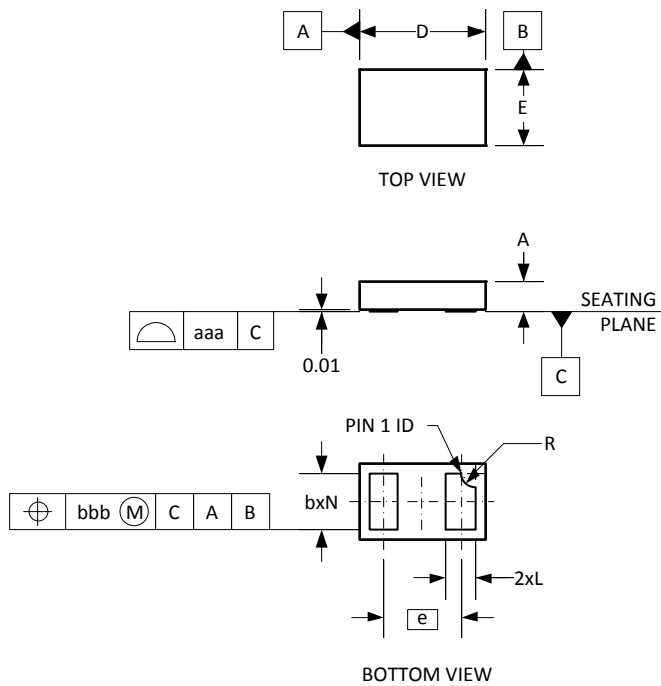 A
D
B
E
TOP VIEW
A
SEATING
PLANE
aaa
C
0.01
C
PIN 1 ID
R
bxN
bbb
M
C
A
B
2xL
e
BOTTOM VIEW